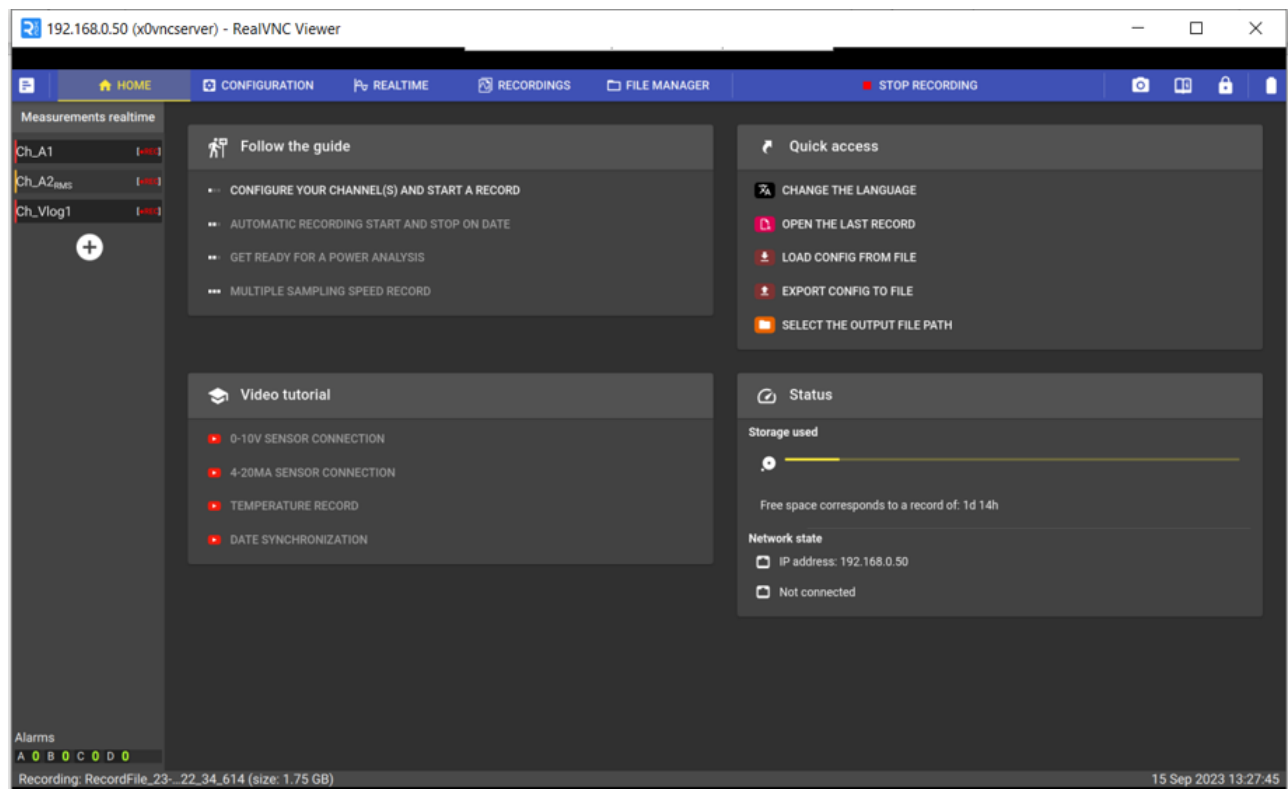 192.168.0.50 (x0vncserver) - RealVNC Viewer
HOME CONFIGURATION REALTIME RECORDINGS FILE MANAGER STOP RECORDING
Measurements realtime
Ch_A1 [●REC]
Ch_A2RMS [●REC]
Ch_Vlog1 [●REC]
Follow the guide
CONFIGURE YOUR CHANNEL(S) AND START A RECORD
AUTOMATIC RECORDING START AND STOP ON DATE
GET READY FOR A POWER ANALYSIS
MULTIPLE SAMPLING SPEED RECORD
Quick access
CHANGE THE LANGUAGE
OPEN THE LAST RECORD
LOAD CONFIG FROM FILE
EXPORT CONFIG TO FILE
SELECT THE OUTPUT FILE PATH
Video tutorial
0-10V SENSOR CONNECTION
4-20MA SENSOR CONNECTION
TEMPERATURE RECORD
DATE SYNCHRONIZATION
Status
Storage used
Free space corresponds to a record of: 1d 14h
Network state
IP address: 192.168.0.50
Not connected
Alarms
A 0 B 0 C 0 D 0
Recording: RecordFile_23-...22_34_614 (size: 1.75 GB)
15 Sep 2023 13:27:45